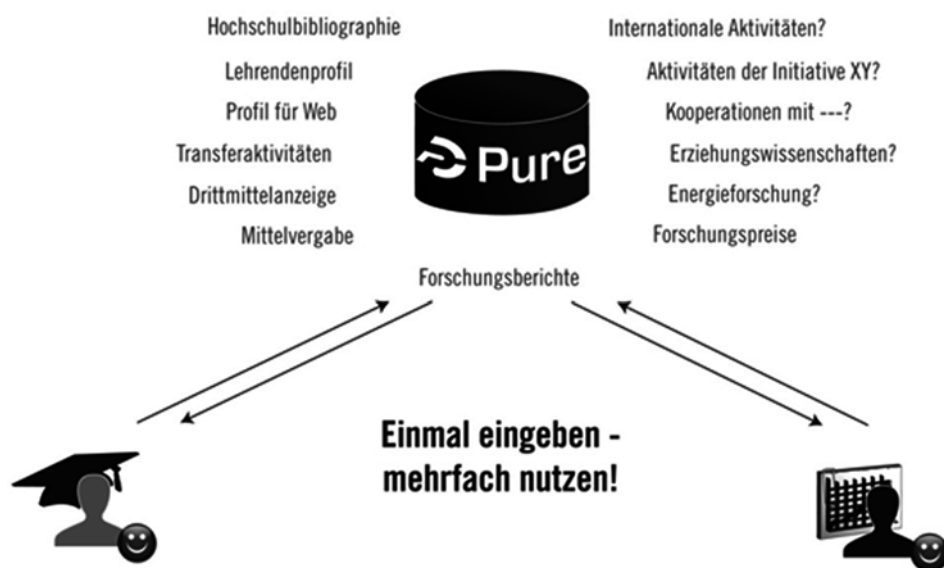 Hochschulbibliographie
Lehrendenprofil
Profil für Web
Transferaktivitäten
Drittmittelanzeige
Mittelvergabe
Pure
Internationale Aktivitäten?
Aktivitäten der Initiative XY?
Kooperationen mit ---?
Erziehungswissenschaften?
Energieforschung?
Forschungspreise
Forschungsberichte
Einmal eingeben -
mehrfach nutzen!